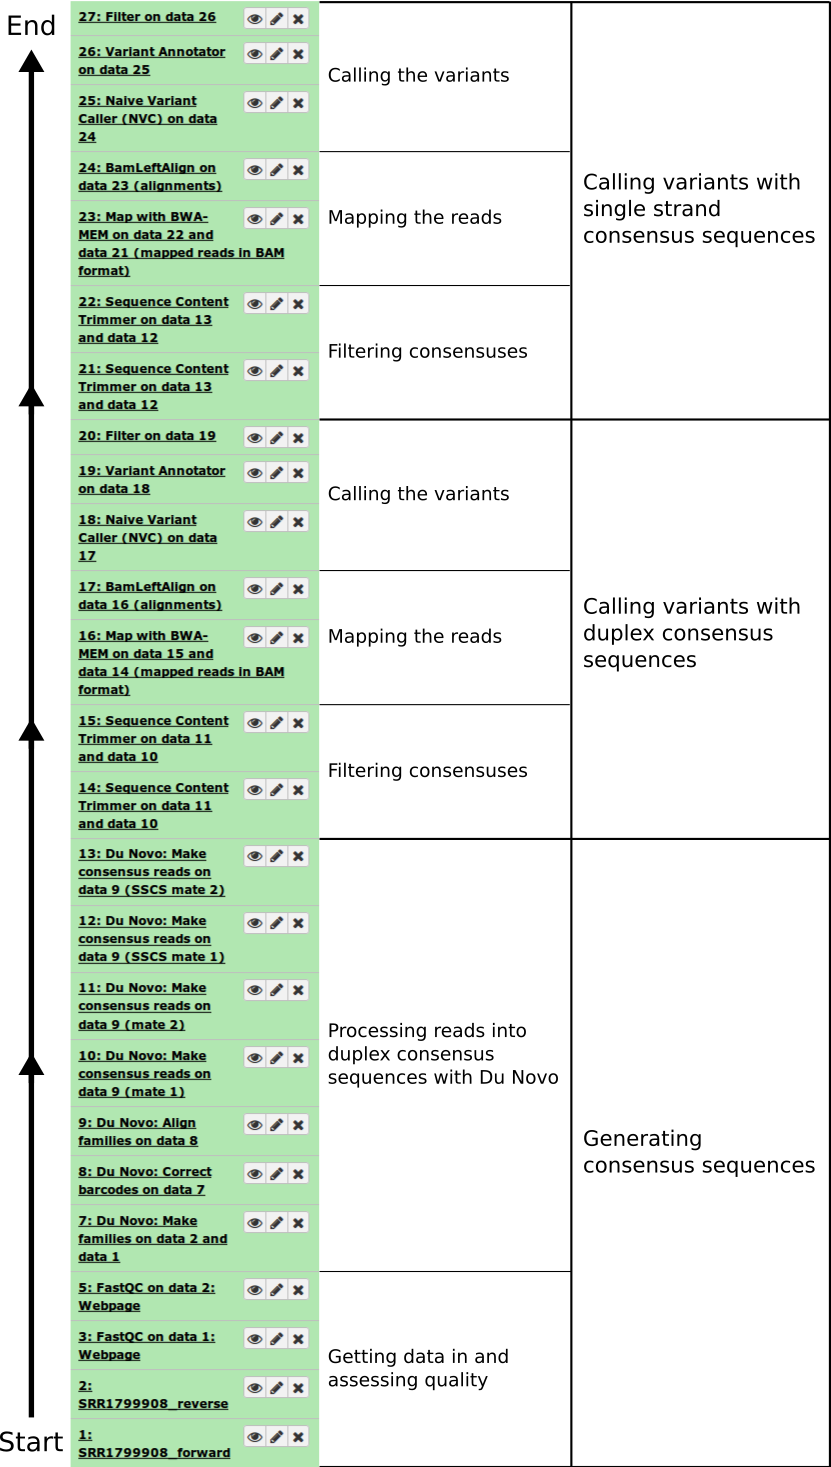 End
27: Filter on data 26
26: Variant Annotator
on data 25
25: Naive Variant
Caller (NVC) on data
24
Calling the variants
24: BamLeftAlign on
data 23 (alignments)
23: Map with BWA-
MEM on data 22 and
data 21 (mapped reads in BAM
format)
Mapping the reads
22: Sequence Content
Trimmer on data 13
and data 12
21: Sequence Content
Trimmer on data 13
and data 12
Filtering consensuses
Calling variants with
single strand
consensus sequences
20: Filter on data 19
19: Variant Annotator
on data 18
18: Naive Variant
Caller (NVC) on data
17
Calling the variants
17: BamLeftAlign on
data 16 (alignments)
16: Map with BWA-
MEM on data 15 and
data 14 (mapped reads in BAM
format)
Mapping the reads
15: Sequence Content
Trimmer on data 11
and data 10
14: Sequence Content
Trimmer on data 11
and data 10
Filtering consensuses
Calling variants with
duplex consensus
sequences
13: Du Novo: Make
consensus reads on
data 9 (SSCS mate 2)
12: Du Novo: Make
consensus reads on
data 9 (SSCS mate 1)
11: Du Novo: Make
consensus reads on
data 9 (mate 2)
10: Du Novo: Make
consensus reads on
data 9 (mate 1)
9: Du Novo: Align
families on data 8
8: Du Novo: Correct
barcodes on data 7
7: Du Novo: Make
families on data 2 and
data 1
Processing reads into
duplex consensus
sequences with Du Novo
5: FastQC on data 2:
Webpage
3: FastQC on data 1:
Webpage
2:
SRR1799908_reverse
1:
SRR1799908_forward
Getting data in and
assessing quality
Generating
consensus sequences
Start